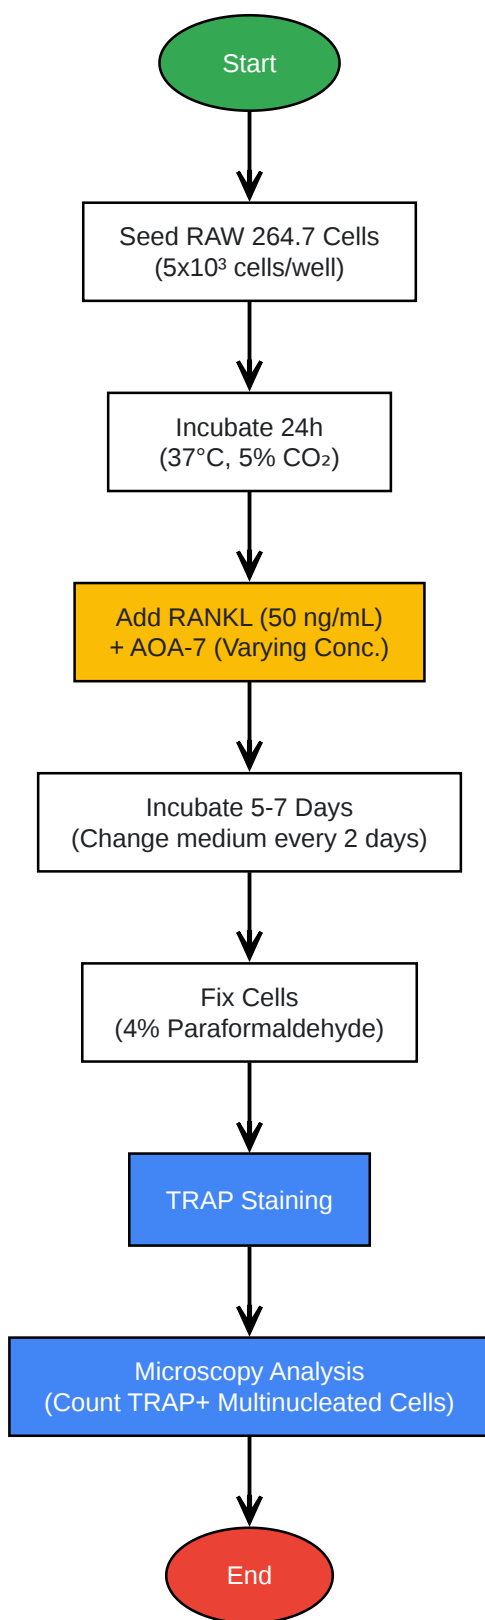 Start
Seed RAW 264.7 Cells
(5x10³ cells/well)
Incubate 24h
(37°C, 5% CO₂)
Add RANKL (50 ng/mL)
+ AOA-7 (Varying Conc.)
Incubate 5-7 Days
(Change medium every 2 days)
Fix Cells
(4% Paraformaldehyde)
TRAP Staining
Microscopy Analysis
(Count TRAP+ Multinucleated Cells)
End